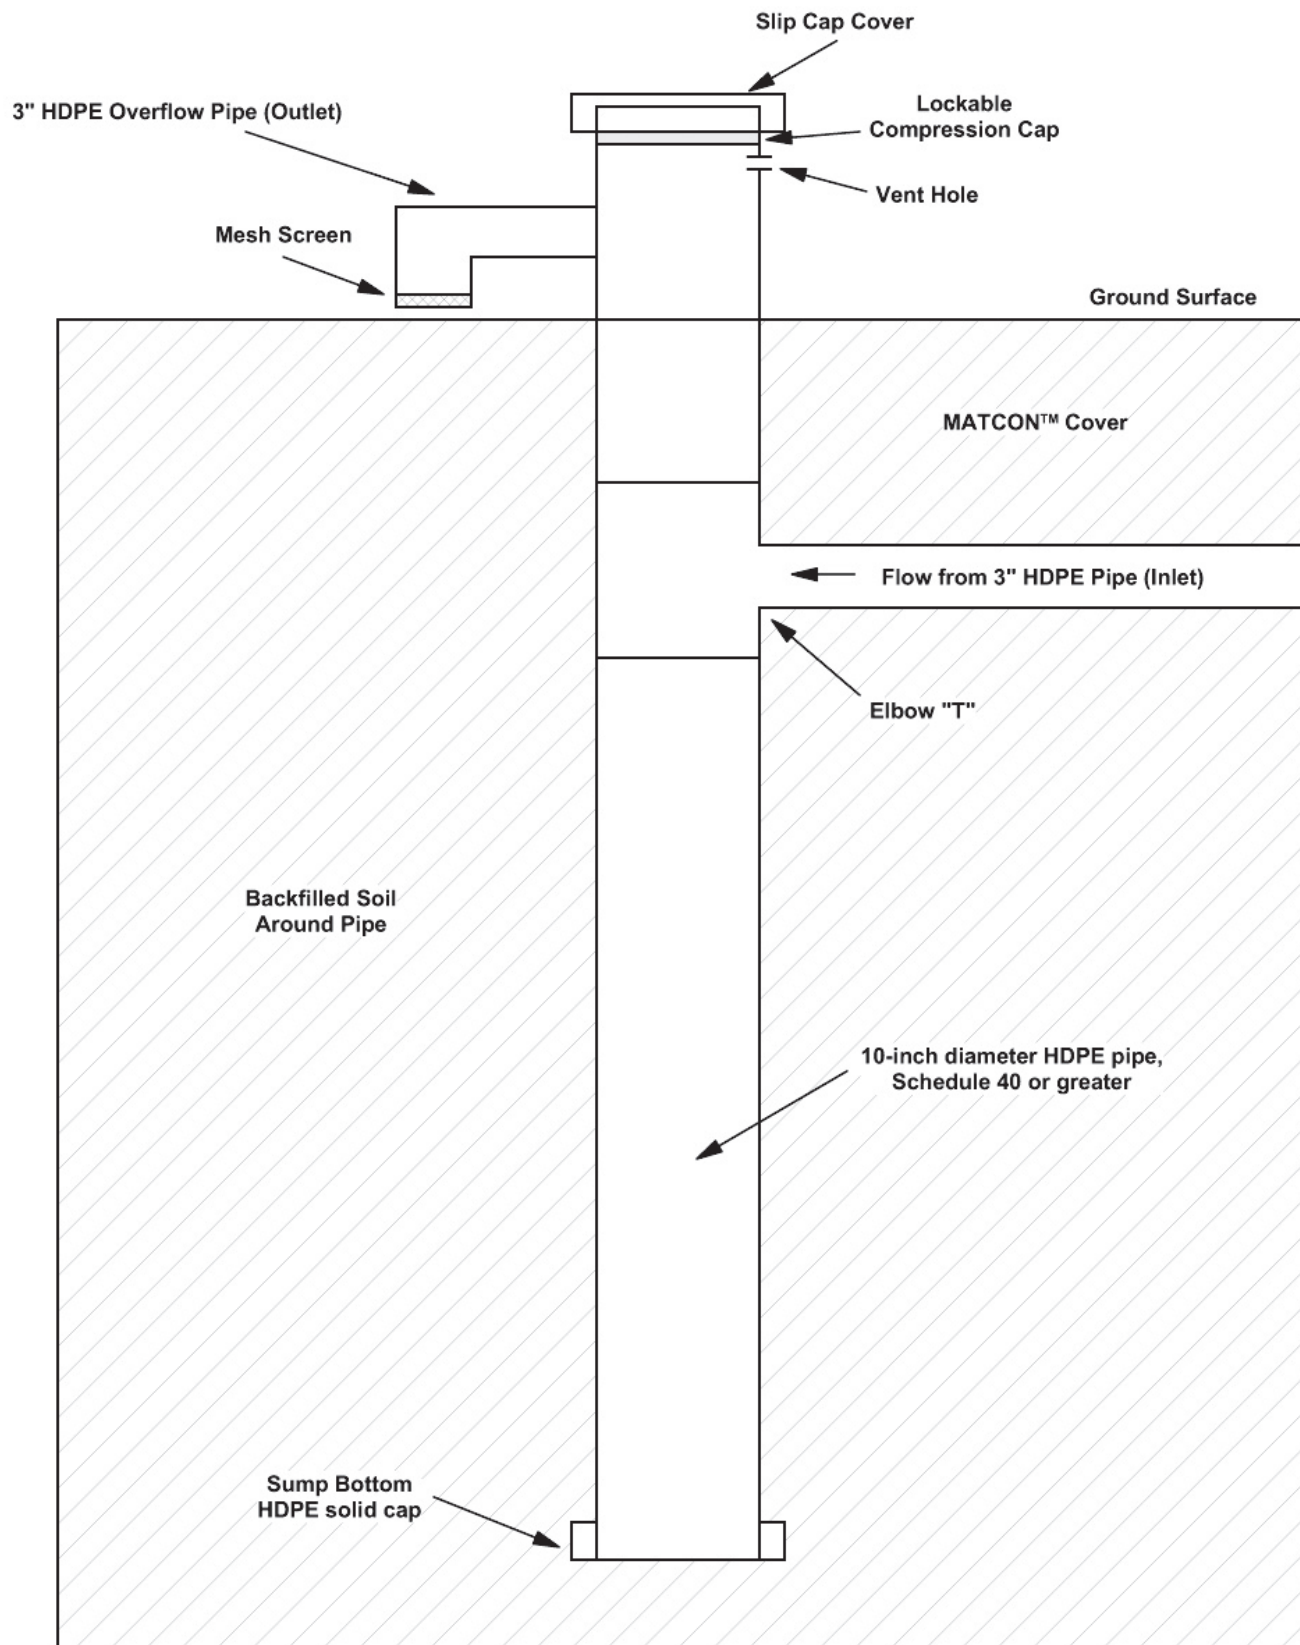 Slip Cap Cover
3" HDPE Overflow Pipe (Outlet)
Lockable
Compression Cap
Vent Hole
Mesh Screen
Ground Surface
MATCON™ Cover
Flow from 3" HDPE Pipe (Inlet)
Elbow "T"
Backfilled Soil
Around Pipe
10-inch diameter HDPE pipe,
Schedule 40 or greater
Sump Bottom
HDPE solid cap